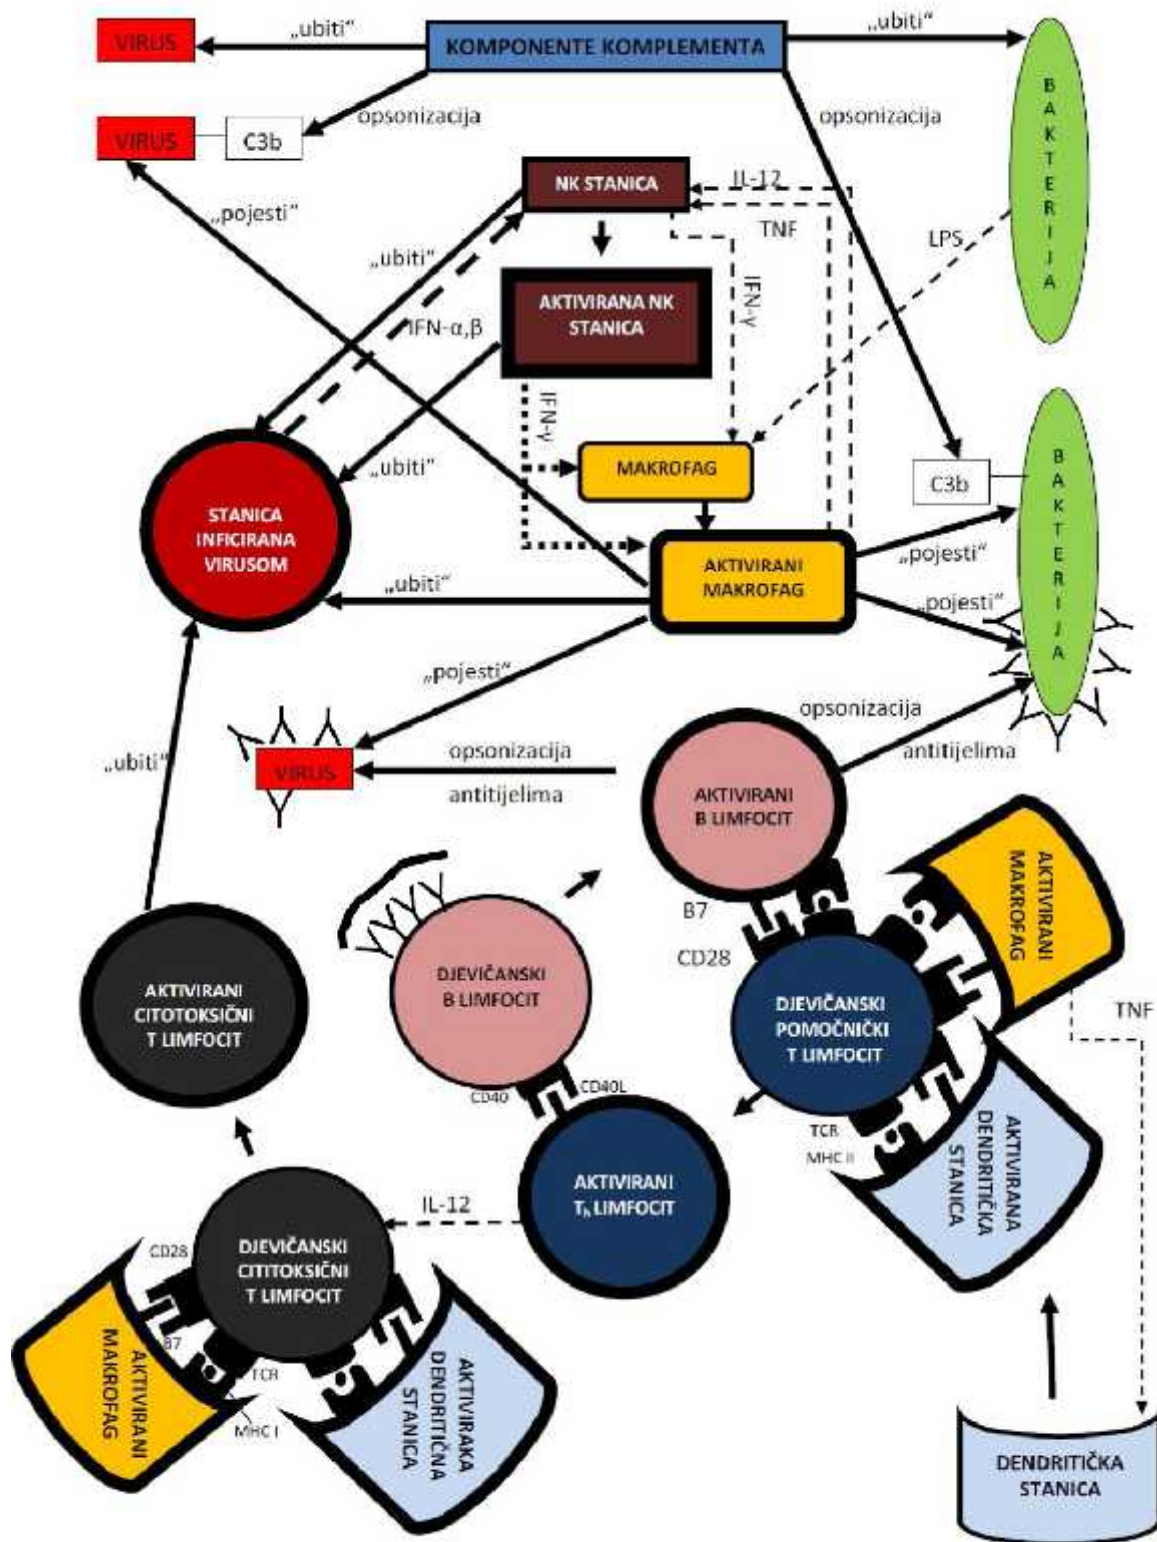 „ubiti“
VIRUS
KOMPONENTE KOMPLEMENTA
„ubiti“
BAKTERIJA
opsonizacija
opsonizacija
VIRUS
C3b
NK STANICA
IL-12
TNF
„pojesti“
LPS
„ubiti“
IFN-γ
AKTIVIRANA NK
STANICA
IFN-α,β
IFN-γ
„ubiti“
MAKROFAG
C3b
BAKTERIJA
STANICA
INFICIRANA
VIRUSOM
AKTIVIRANI
MAKROFAG
„pojesti“
„ubiti“
„pojesti“
„pojesti“
opsonizacija
antitijelima
„ubiti“
opsonizacija
antitijelima
VIRUS
AKTIVIRANI
B LIMFOCIT
AKTIVIRANI
MAKROFAG
B7
CD28
DJEVIČANSKI
B LIMFOCIT
AKTIVIRANI
CITOTOKSIČNI
T LIMFOCIT
DJEVIČANSKI
POMOČNIČKI
T LIMFOCIT
TNF
CD40
CD40L
TCR
MHC II
AKTIVIRANA
DENDRITIČKA
STANICA
AKTIVIRANI
Th LIMFOCIT
IL-12
CD28
DJEVIČANSKI
CITITOKSIČNI
T LIMFOCIT
B7
TCR
MHC I
AKTIVIRANI
MAKROFAG
AKTIVIRAKA
DENDRITIČNA
STANICA
DENDRITIČKA
STANICA